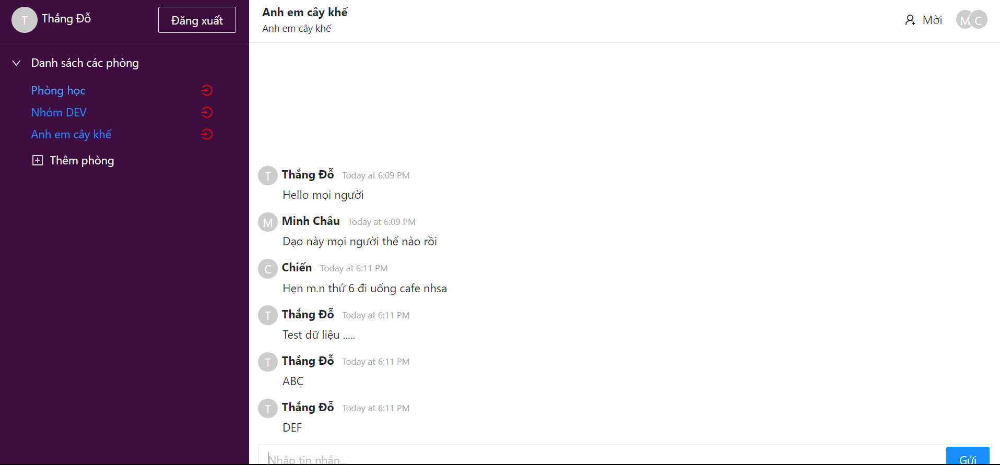 T Thắng Đỗ Đăng xuất
Danh sách các phòng
Phòng học
Nhóm DEV
Anh em cây khế
Thêm phòng
Anh em cây khế
Anh em cây khế
Mời M C
T Thắng Đỗ Today at 6:09 PM
Hello mọi người
M Minh Châu Today at 6:09 PM
Dạo này mọi người thế nào rồi
C Chiến Today at 6:11 PM
Hẹn m.n thứ 6 đi uống cafe nhsa
T Thắng Đỗ Today at 6:11 PM
Test dữ liệu .....
T Thắng Đỗ Today at 6:11 PM
ABC
T Thắng Đỗ Today at 6:11 PM
DEF
Nhập tin nhắn... Gửi